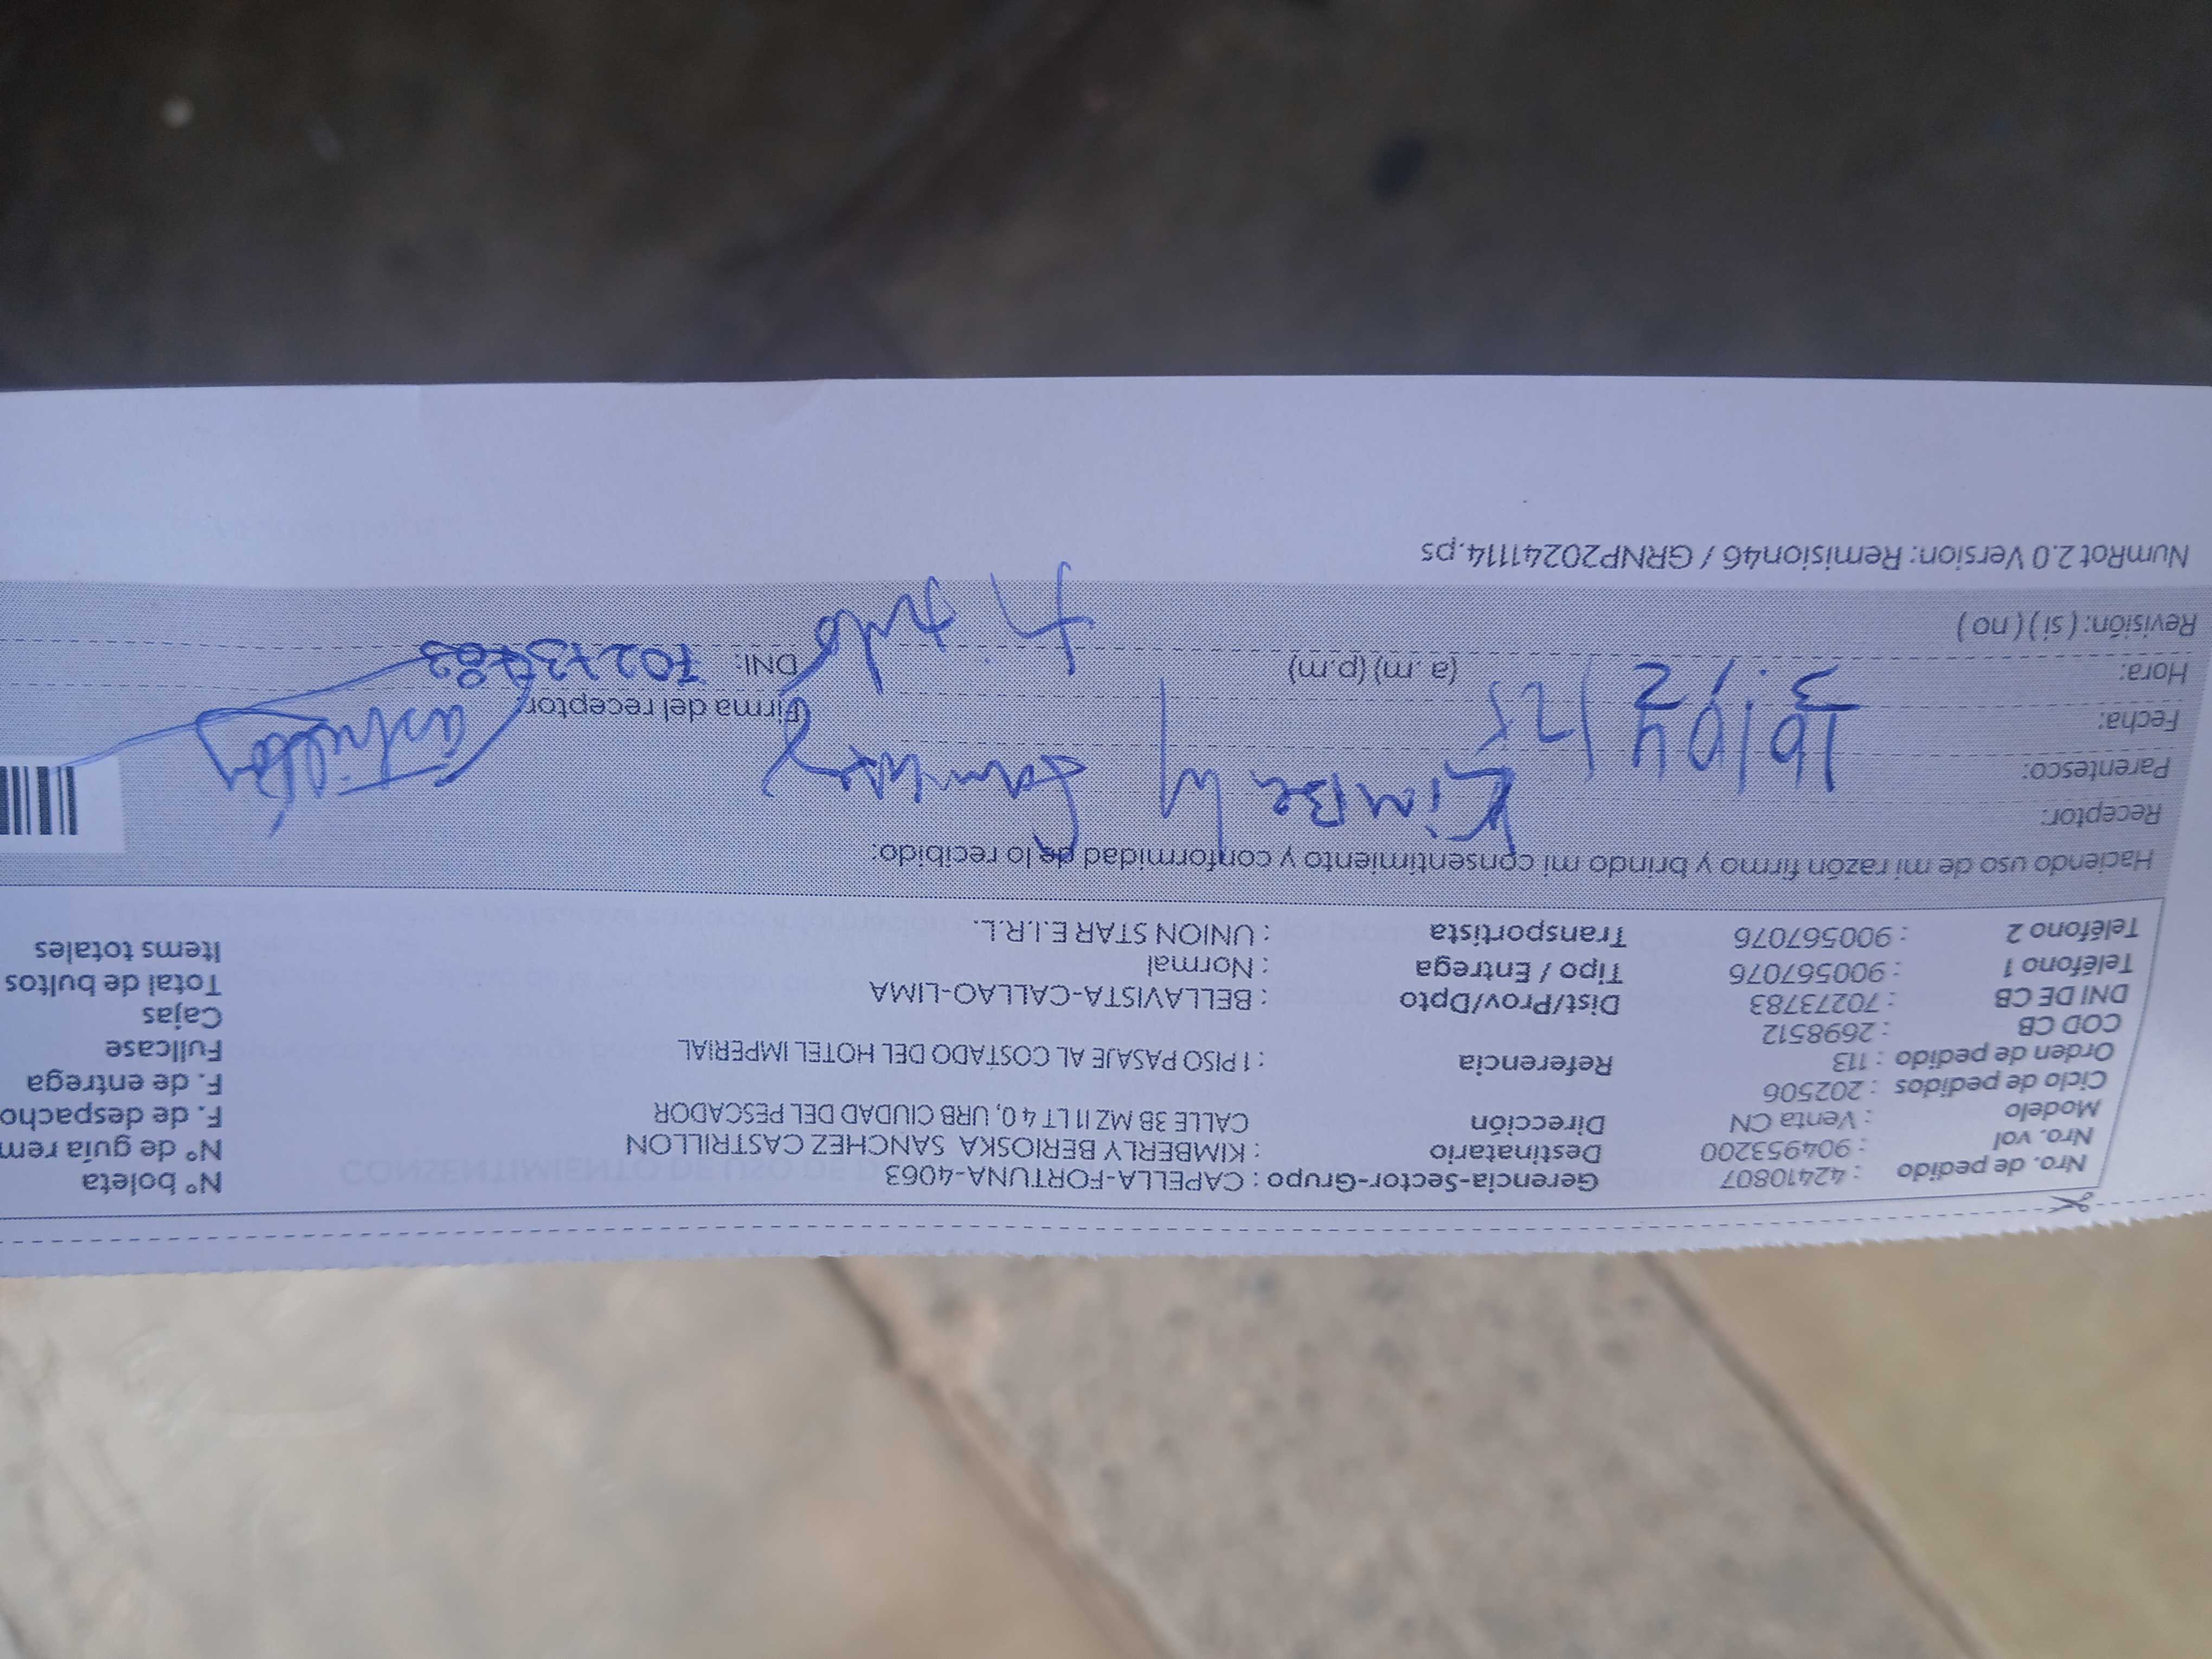 Nro. de pedido : 42410807 Gerencia-Sector-Grupo : CAPELLA-FORTUNA-4063 N° boleta
Nro. vol : 904953200 Destinatario : KIMBERLY BERIOSKA SANCHEZ CASTRILLON N° de guía rem
Modelo : Venta CN Dirección CALLE 3B MZ I1 LT 40, URB CIUDAD DEL PESCADOR F. de despacho
Ciclo de pedidos : 202506 F. de entrega
Orden de pedido : 113 Referencia : 1 PISO PASAJE AL COSTADO DEL HOTEL IMPERIAL Fullcase
COD CB : 2698512 Cajas
DNI DE CB : 70273783 Dist/Prov/Dpto : BELLAVISTA-CALLAO-LIMA Total de bultos
Teléfono 1 : 900567076 Tipo / Entrega : Normal Items totales
Teléfono 2 : 900567076 Transportista : UNION STAR E.I.R.L.
Haciendo uso de mi razón firmo y brindo mi consentimiento y conformidad de lo recibido:
Receptor: Kimberly Sanchez Castrillon
Parentesco: Titular
Fecha: 16/04/25 Firma del receptor
Hora: (a.m) (p.m) DNI: 70273783
Revisión: ( si ) ( no )
NumRot 2.0 Version: Remision46 / GRNP20241114.ps